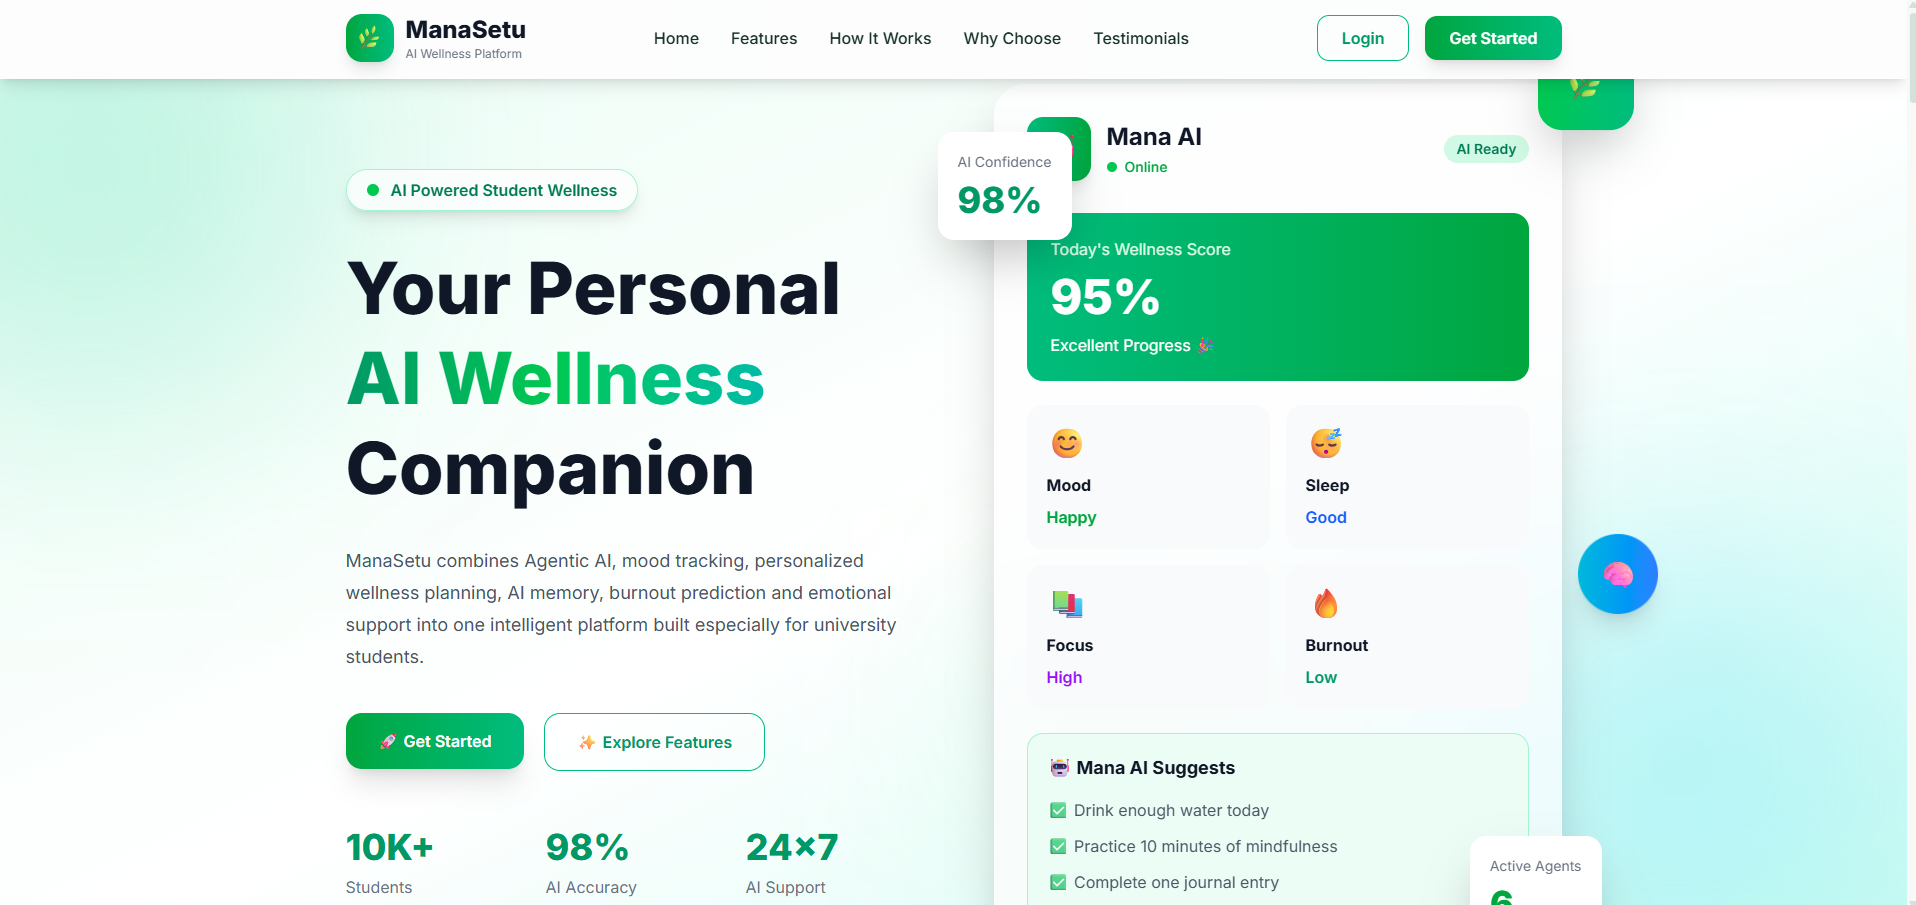 ManaSetu
AI Wellness Platform
Home
Features
How It Works
Why Choose
Testimonials
Login
Get Started
AI Powered Student Wellness
Your Personal
AI Wellness
Companion
ManaSetu combines Agentic AI, mood tracking, personalized
wellness planning, AI memory, burnout prediction and emotional
support into one intelligent platform built especially for university
students.
🚀 Get Started
✨ Explore Features
10K+
Students
98%
AI Accuracy
24×7
AI Support
AI Confidence
98%
Mana AI
Online
AI Ready
Today's Wellness Score
95%
Excellent Progress 🎉
Mood
Happy
Sleep
Good
Focus
High
Burnout
Low
🤖 Mana AI Suggests
✅ Drink enough water today
✅ Practice 10 minutes of mindfulness
✅ Complete one journal entry
Active Agents
6